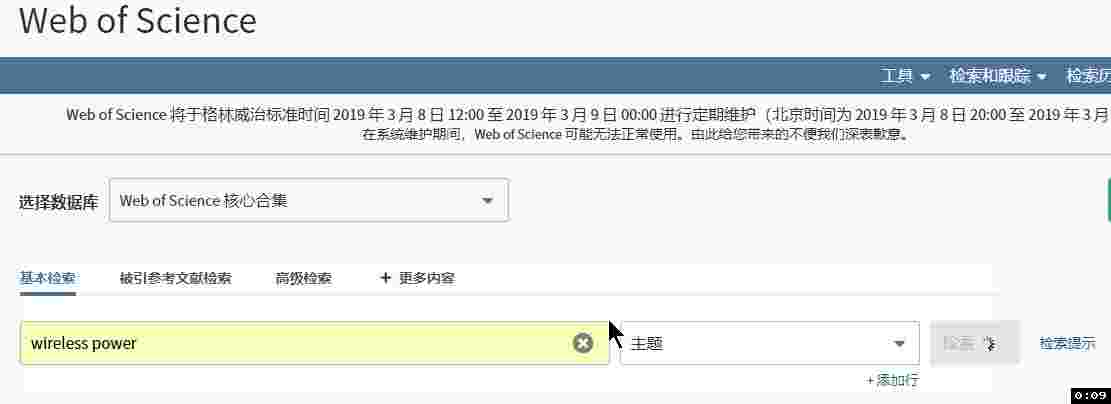 Web of Science
工具 检索和跟踪 检索历
Web of Science 将于格林威治标准时间 2019 年 3 月 8 日 12:00 至 2019 年 3 月 9 日 00:00 进行定期维护（北京时间为 2019 年 3 月 8 日 20:00 至 2019 年 3 月
在系统维护期间，Web of Science 可能无法正常使用。由此给您带来的不便我们深表歉意。
选择数据库 Web of Science 核心合集
基本检索 被引参考文献检索 高级检索 + 更多内容
wireless power 主题 检索 检索提示
+ 添加行
0:09